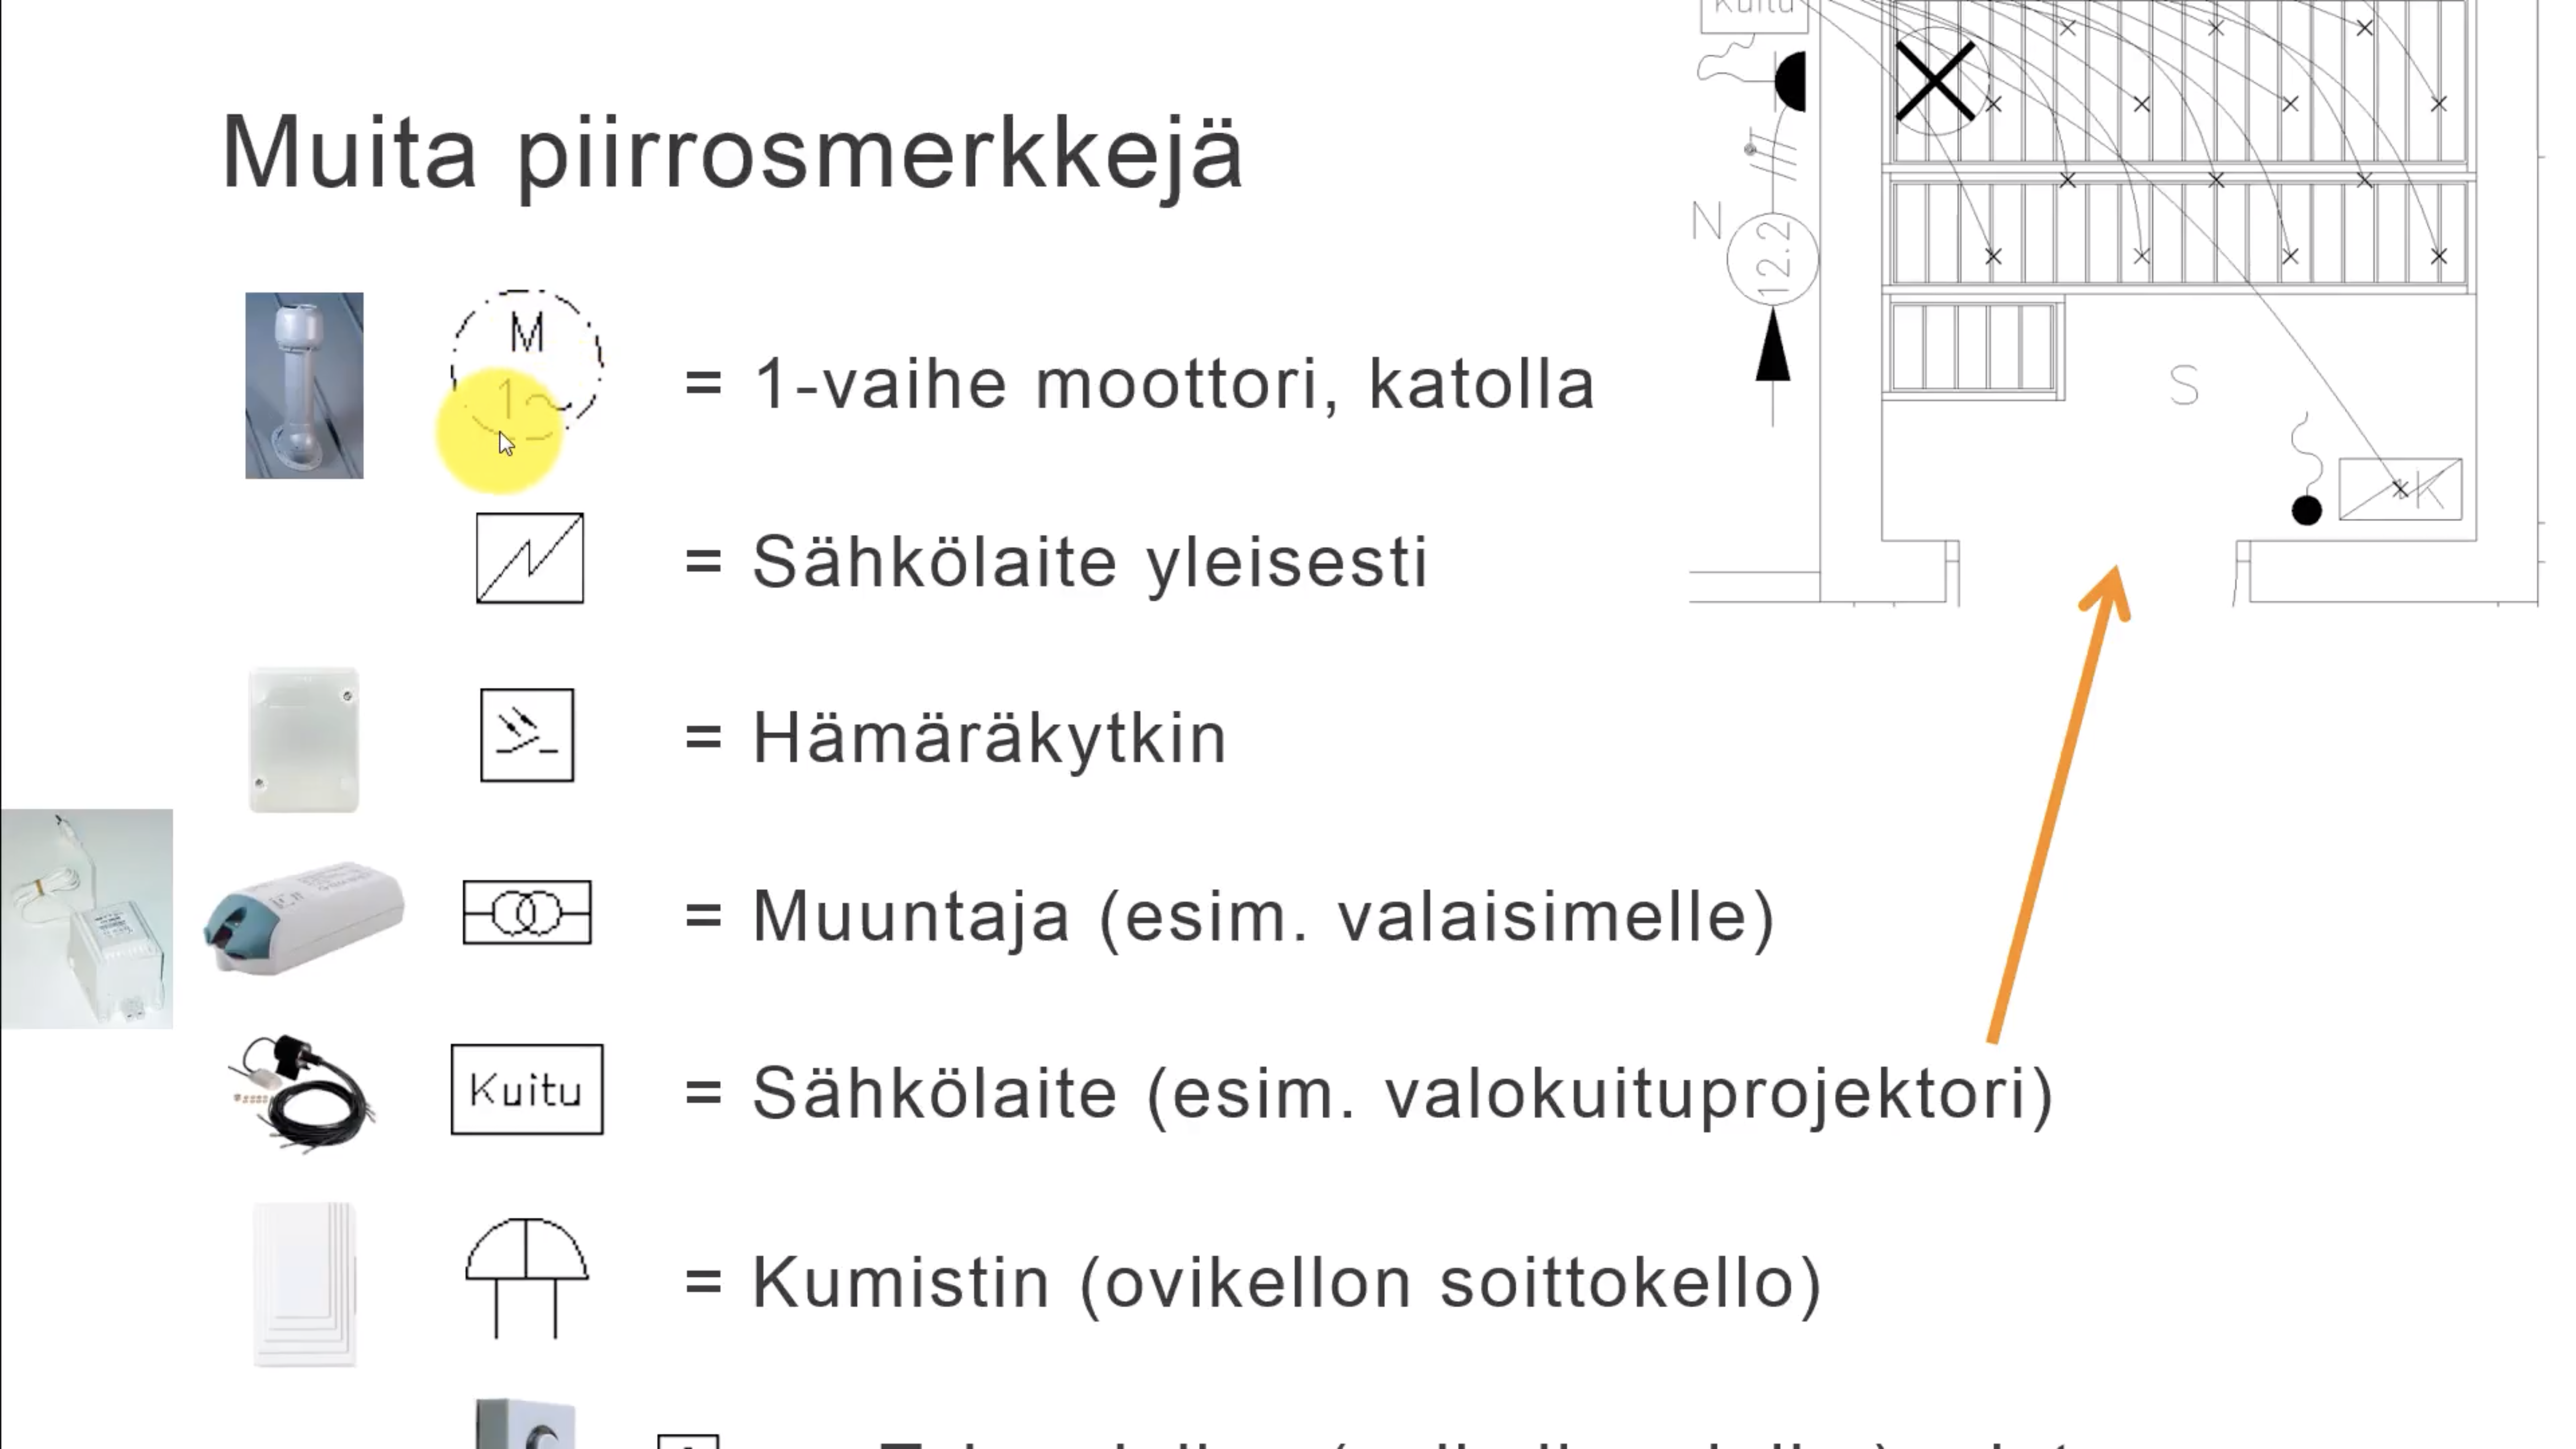 Muita piirrosmerkkejä
Kuitu
N
12.2
S
K
M
1~
= 1-vaihe moottori, katolla
= Sähkölaite yleisesti
= Hämäräkytkin
= Muuntaja (esim. valaisimelle)
Kuitu
= Sähkölaite (esim. valokuituprojektori)
= Kumistin (ovikellon soittokello)